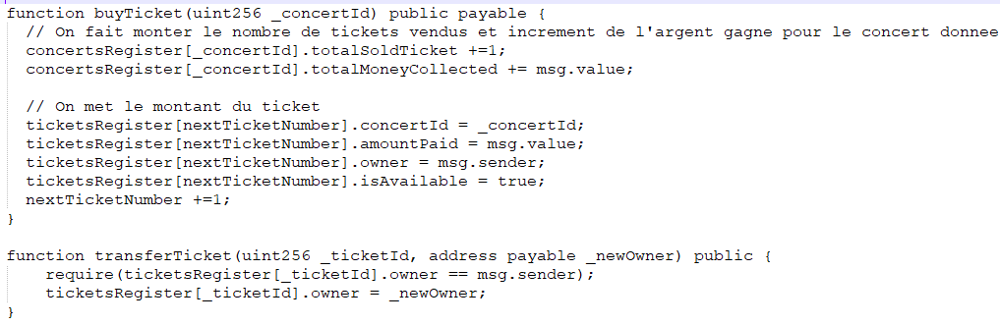 function buyTicket(uint256 _concertId) public payable {
// On fait monter le nombre de tickets vendus et increment de l'argent gagne pour le concert donnee
concertsRegister[_concertId].totalSoldTicket +=1;
concertsRegister[_concertId].totalMoneyCollected += msg.value;
// On met le montant du ticket
ticketsRegister[nextTicketNumber].concertId = _concertId;
ticketsRegister[nextTicketNumber].amountPaid = msg.value;
ticketsRegister[nextTicketNumber].owner = msg.sender;
ticketsRegister[nextTicketNumber].isAvailable = true;
nextTicketNumber +=1;
}
function transferTicket(uint256 _ticketId, address payable _newOwner) public {
require(ticketsRegister[_ticketId].owner == msg.sender);
ticketsRegister[_ticketId].owner = _newOwner;
}